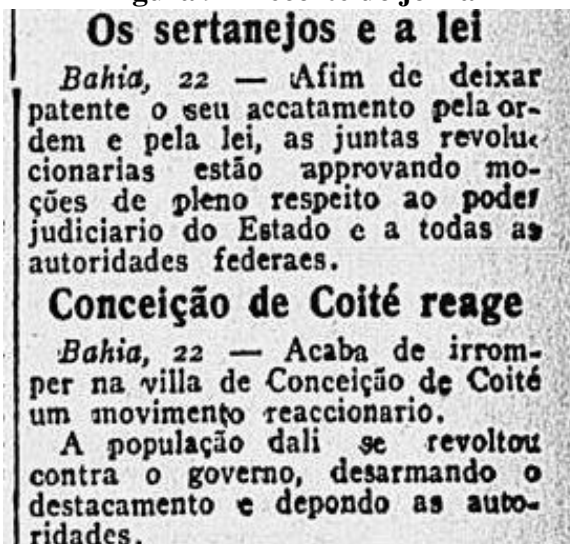 Os sertanejos e a lei
Bahia, 22 — Afim de deixar
patente o seu accatamento pela or-
dem e pela lei, as juntas revolu-
cionarias estão approvando mo-
ções de pleno respeito ao poder
judiciario do Estado e a todas as
autoridades federaes.
Conceição de Coité reage
Bahia, 22 — Acaba de irrom-
per na villa de Conceição de Coité
um movimento reaccionario.
A população dali se revoltou
contra o governo, desarmando o
destacamento e depondo as auto-
ridades.